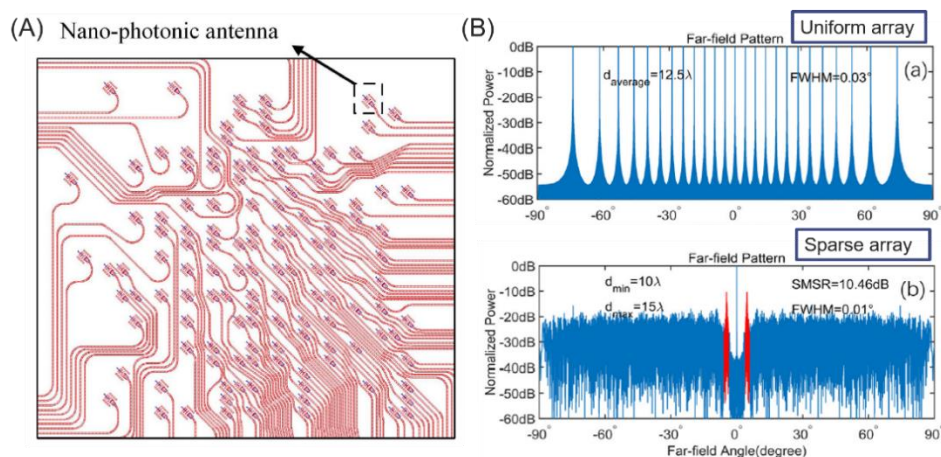 (A)
Nano-photonic antenna
(B)
Uniform array
Far-field Pattern
(a)
d_average=12.5λ
FWHM=0.03°
Normalized Power
0dB
-10dB
-20dB
-30dB
-40dB
-50dB
-60dB
-90° -60° -30° 0° 30° 60° 90°
Sparse array
Far-field Pattern
(b)
d_min=10λ
d_max=15λ
SMSR=10.46dB
FWHM=0.01°
Normalized Power
0dB
-10dB
-20dB
-30dB
-40dB
-50dB
-60dB
-90° -60° -30° 0° 30° 60° 90°
Far-field Angle(degree)